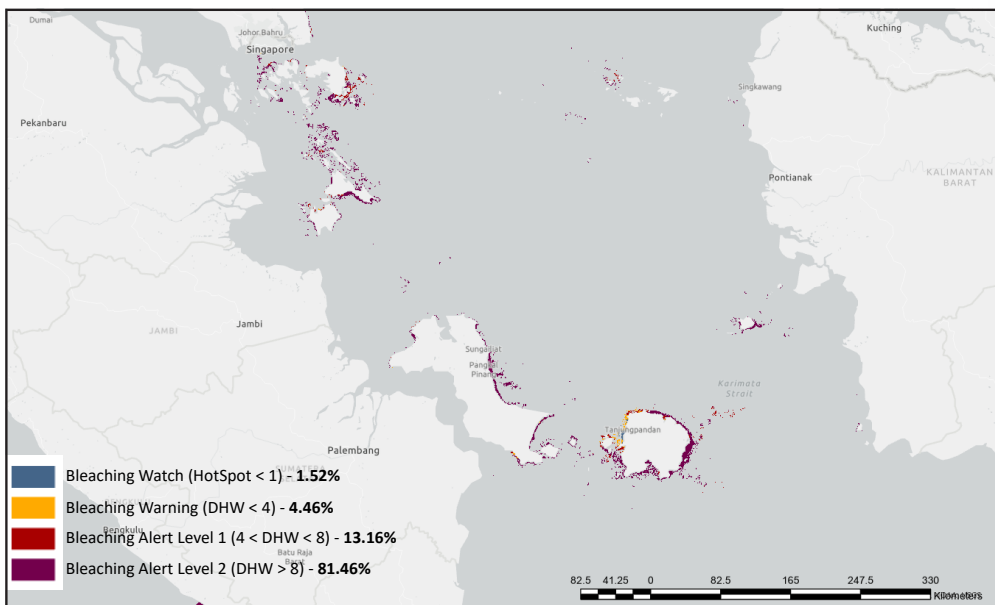 Dumai
Johor Bahru
Singapore
Kuching
Singkawang
Pekanbaru
Pontianak
KALIMANTAN
BARAT
JAMBI
Jambi
Sungailiat
Pangkal
Pinang
Karimata
Strait
Tanjungpandan
Palembang
SUMATERA
BENGKULU
Bengkulu
Batu Raja
Bleaching Watch (HotSpot < 1) - 1.52%
Bleaching Warning (DHW < 4) - 4.46%
Bleaching Alert Level 1 (4 < DHW < 8) - 13.16%
Bleaching Alert Level 2 (DHW > 8) - 81.46%
82.5 41.25 0 82.5 165 247.5 330
Kilometers